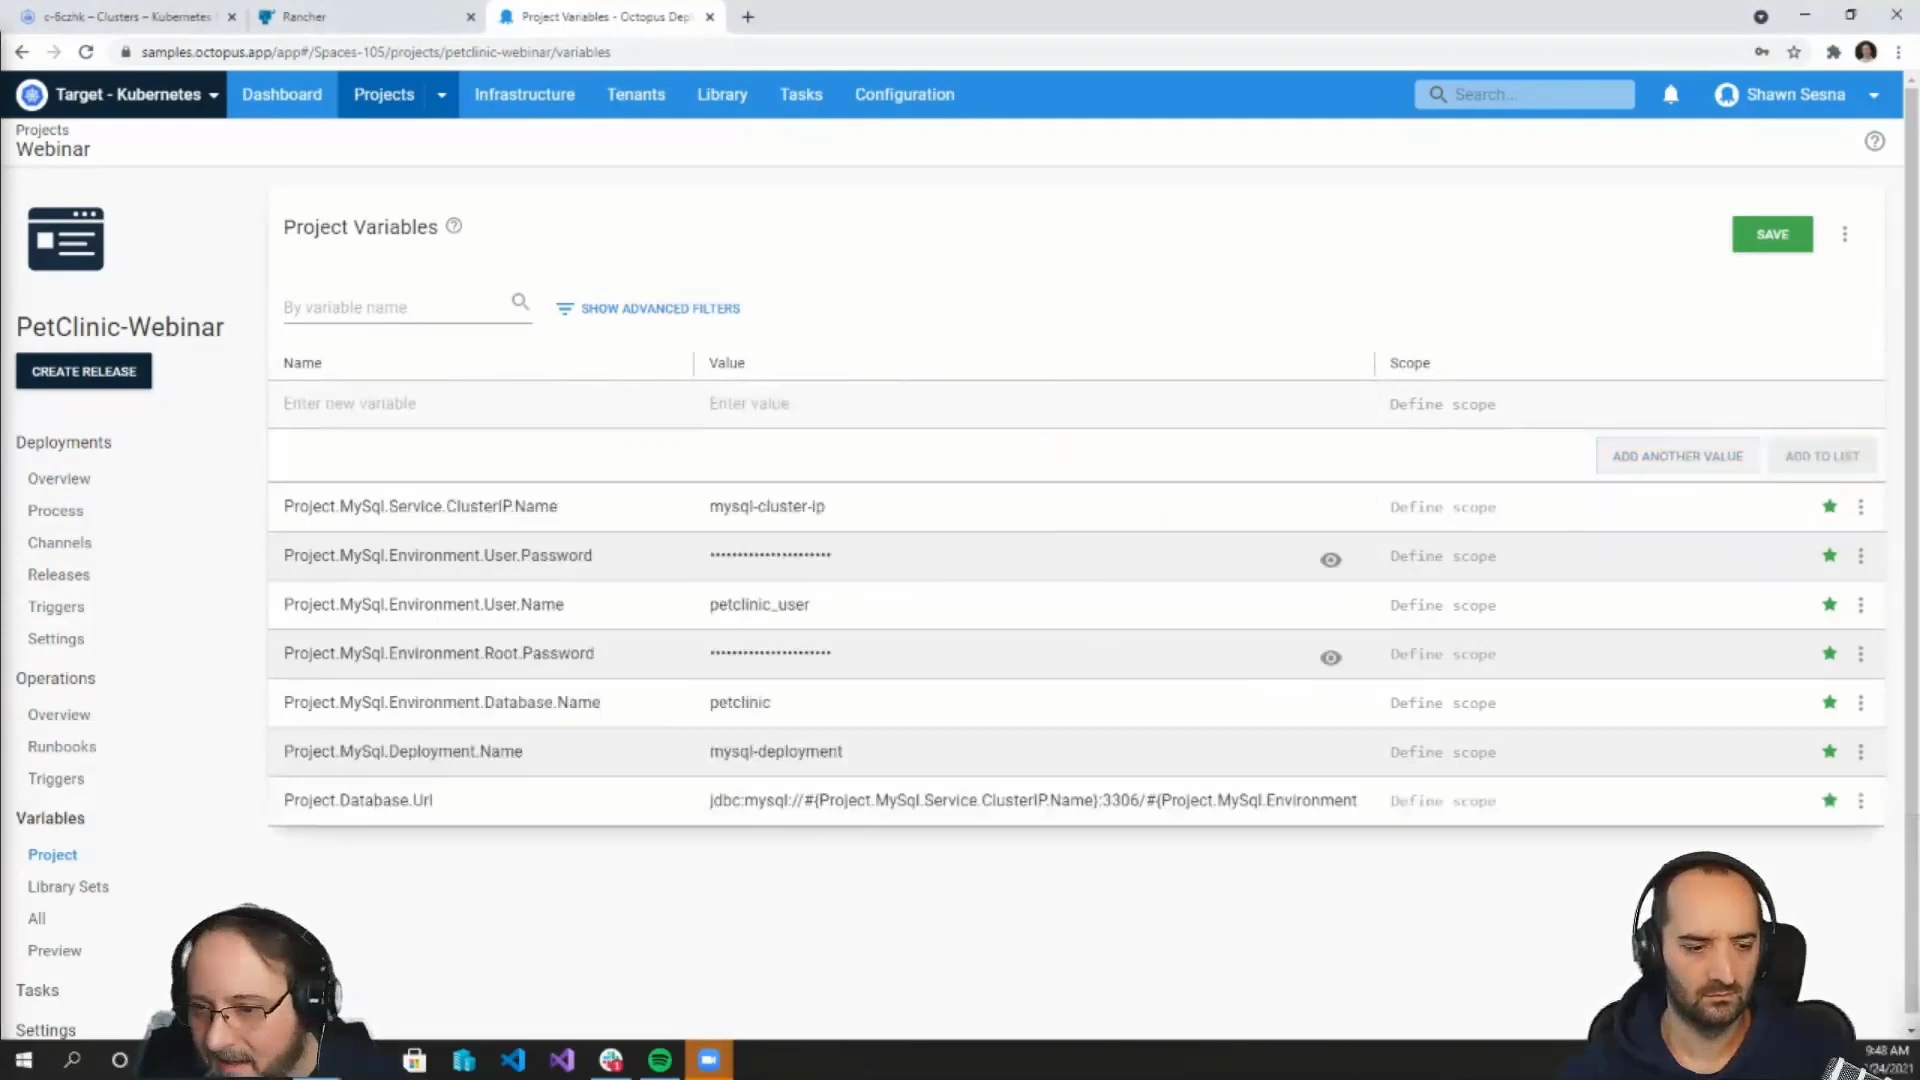 c-6czhk – Clusters – Kubernetes
Rancher
Project Variables - Octopus Dep
samples.octopus.app/app#/Spaces-105/projects/petclinic-webinar/variables
Target - Kubernetes
Dashboard
Projects
Infrastructure
Tenants
Library
Tasks
Configuration
Search...
Shawn Sesna
Projects
Webinar
Project Variables
SAVE
By variable name
SHOW ADVANCED FILTERS
PetClinic-Webinar
CREATE RELEASE
Name Value Scope
Enter new variable Enter value Define scope
ADD ANOTHER VALUE ADD TO LIST
Project.MySql.Service.ClusterIP.Name mysql-cluster-ip Define scope
Project.MySql.Environment.User.Password •••••••••••••••••••••• Define scope
Project.MySql.Environment.User.Name petclinic_user Define scope
Project.MySql.Environment.Root.Password •••••••••••••••••••••• Define scope
Project.MySql.Environment.Database.Name petclinic Define scope
Project.MySql.Deployment.Name mysql-deployment Define scope
Project.Database.Url jdbc:mysql://#{Project.MySql.Service.ClusterIP.Name}:3306/#{Project.MySql.Environment Define scope
Deployments
Overview
Process
Channels
Releases
Triggers
Settings
Operations
Overview
Runbooks
Triggers
Variables
Project
Library Sets
All
Preview
Tasks
Settings
9:48 AM
/24/2021